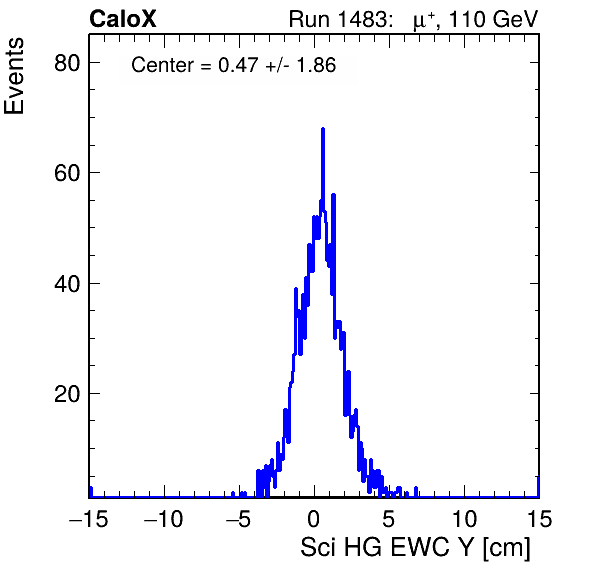 CaloX Run 1483: μ⁺, 110 GeV
Events
Center = 0.47 +/- 1.86
80
60
40
20
−15 −10 −5 0 5 10 15
Sci HG EWC Y [cm]